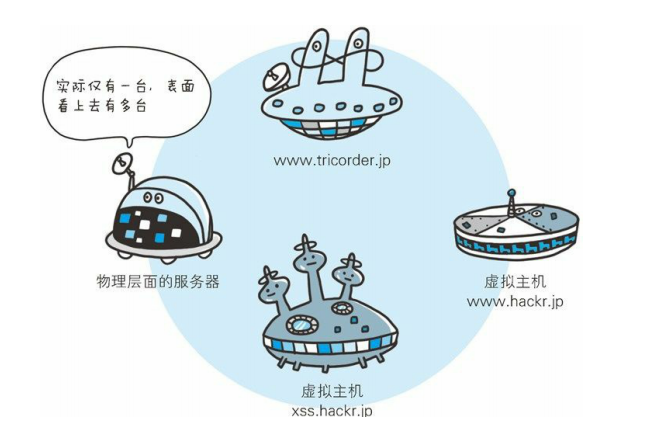 实际仅有一台,表面
看上去有多台
www.tricorder.jp
物理层面的服务器
虚拟主机
www.hackr.jp
虚拟主机
xss.hackr.jp